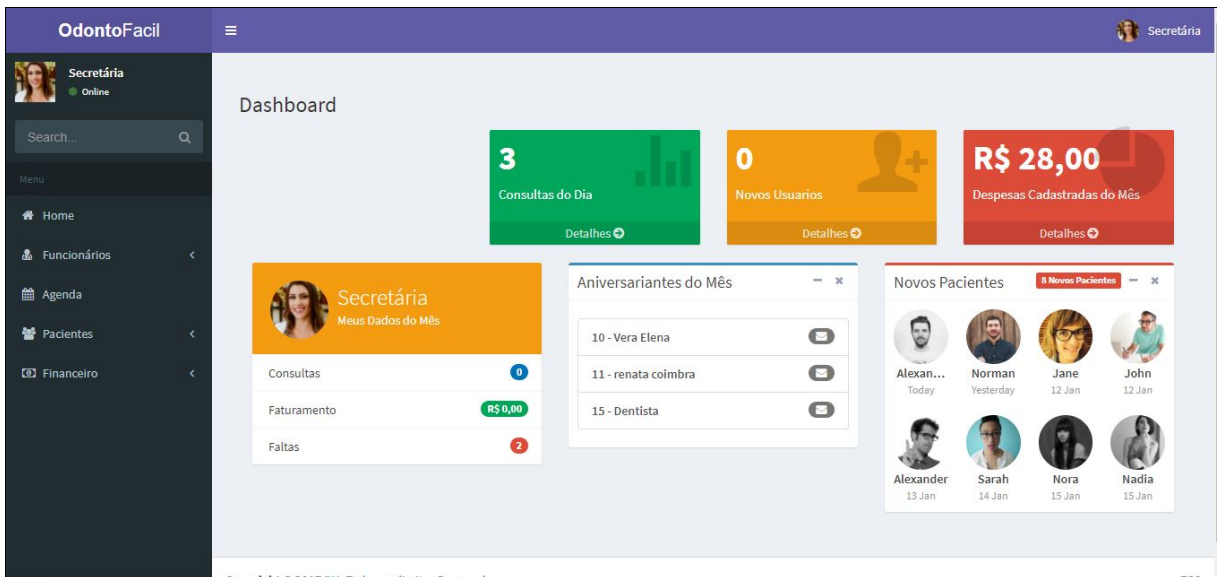 OdontoFacil
Secretária
Secretária
Online
Search...
Menu
Home
Funcionários
Agenda
Pacientes
Financeiro
Dashboard
3
Consultas do Dia
Detalhes
0
Novos Usuarios
Detalhes
R$ 28,00
Despesas Cadastradas do Mês
Detalhes
Secretária
Meus Dados do Mês
Consultas 0
Faturamento R$ 0,00
Faltas 2
Aniversariantes do Mês
10 - Vera Elena
11 - renata coimbra
15 - Dentista
Novos Pacientes 8 Novos Pacientes
Alexan... Norman Jane John
Today Yesterday 12 Jan 12 Jan
Alexander Sarah Nora Nadia
13 Jan 14 Jan 15 Jan 15 Jan